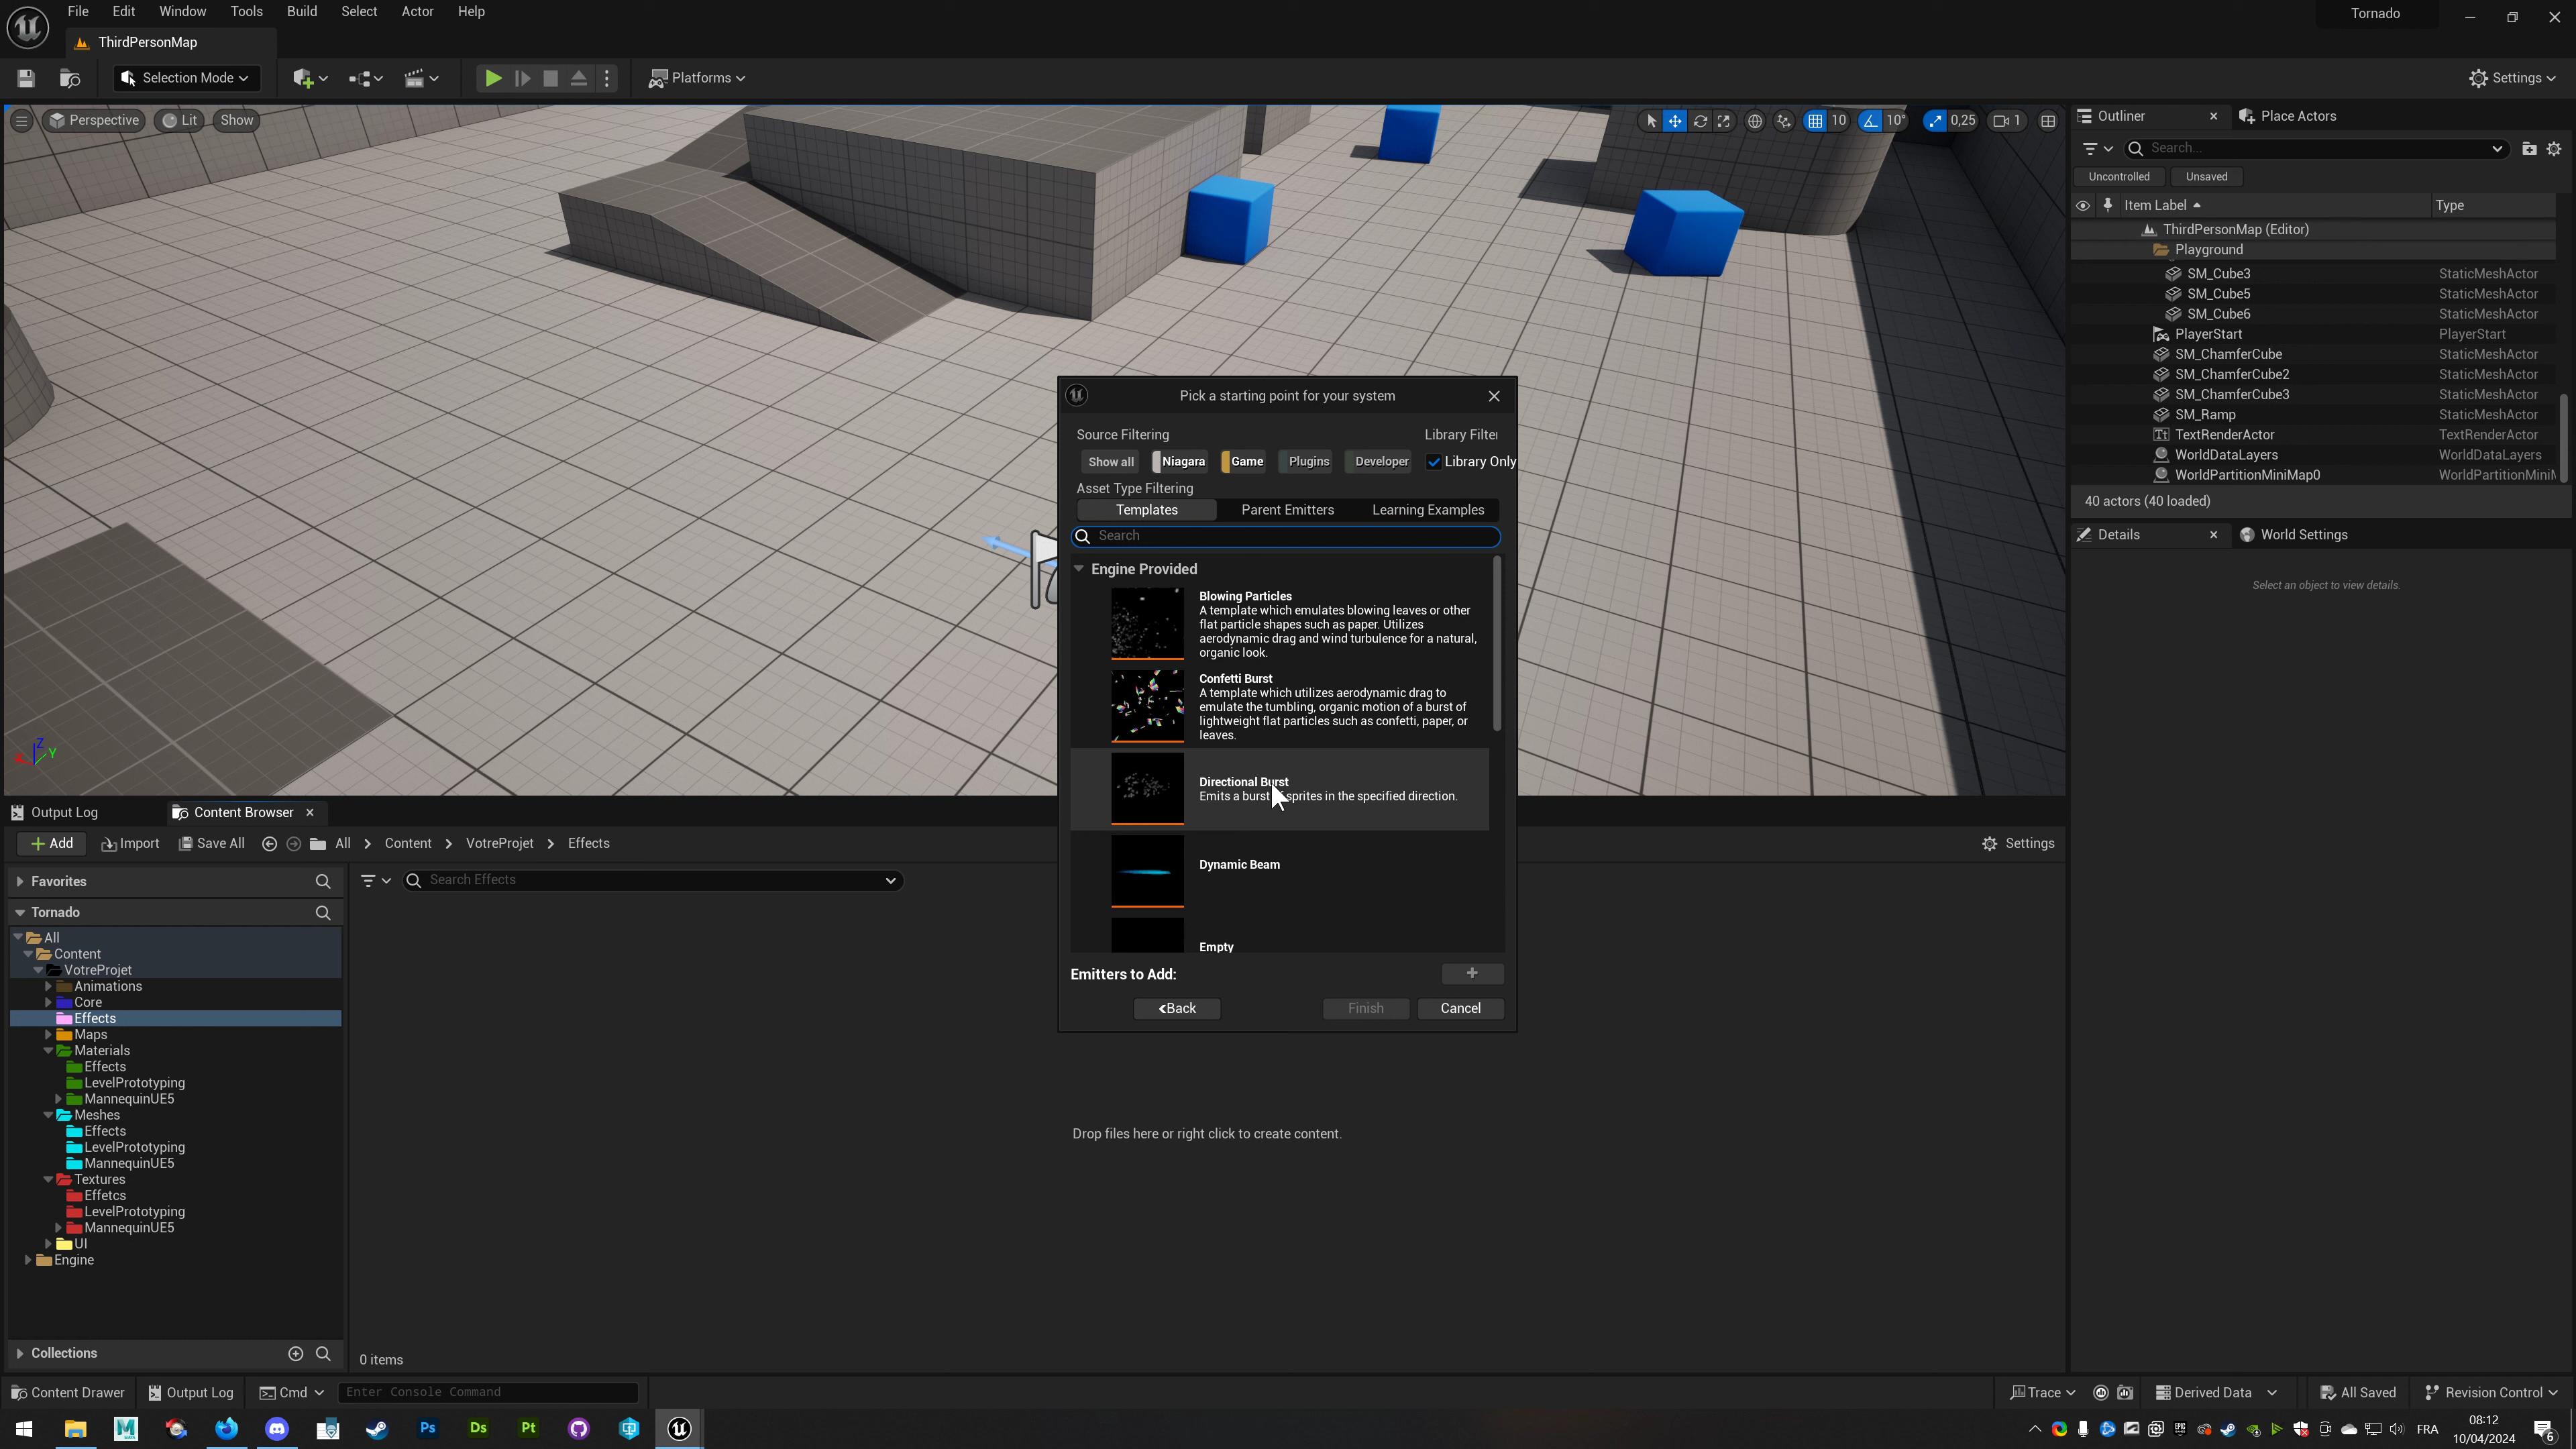 File Edit Window Tools Build Select Actor Help
Tornado
ThirdPersonMap
Selection Mode
Platforms
Settings
Perspective
Lit
Show
10
10°
0,25
1
Outliner
Place Actors
Search...
Uncontrolled
Unsaved
Item Label
Type
ThirdPersonMap (Editor)
Playground
SM_Cube3 StaticMeshActor
SM_Cube5 StaticMeshActor
SM_Cube6 StaticMeshActor
PlayerStart PlayerStart
SM_ChamferCube StaticMeshActor
SM_ChamferCube2 StaticMeshActor
SM_ChamferCube3 StaticMeshActor
SM_Ramp StaticMeshActor
TextRenderActor TextRenderActor
WorldDataLayers WorldDataLayers
WorldPartitionMiniMap0 WorldPartitionMiniM
40 actors (40 loaded)
Details
World Settings
Select an object to view details.
Pick a starting point for your system
Source Filtering
Library Filter
Show all
Niagara
Game
Plugins
Developer
Library Only
Asset Type Filtering
Templates
Parent Emitters
Learning Examples
Search
Engine Provided
Blowing Particles
A template which emulates blowing leaves or other
flat particle shapes such as paper. Utilizes
aerodynamic drag and wind turbulence for a natural,
organic look.
Confetti Burst
A template which utilizes aerodynamic drag to
emulate the tumbling, organic motion of a burst of
lightweight flat particles such as confetti, paper, or
leaves.
Directional Burst
Emits a burst sprites in the specified direction.
Dynamic Beam
Empty
Emitters to Add:
Back
Finish
Cancel
Output Log
Content Browser
Add
Import
Save All
All > Content > VotreProjet > Effects
Settings
Favorites
Search Effects
Tornado
All
Content
VotreProjet
Animations
Core
Effects
Maps
Materials
Effects
LevelPrototyping
MannequinUE5
Meshes
Effects
LevelPrototyping
MannequinUE5
Textures
Effetcs
LevelPrototyping
MannequinUE5
UI
Engine
Drop files here or right click to create content.
Collections
0 items
Content Drawer
Output Log
Cmd
Enter Console Command
Trace
Derived Data
All Saved
Revision Control
Ps
Ds
Pt
FRA
08:12
10/04/2024
6